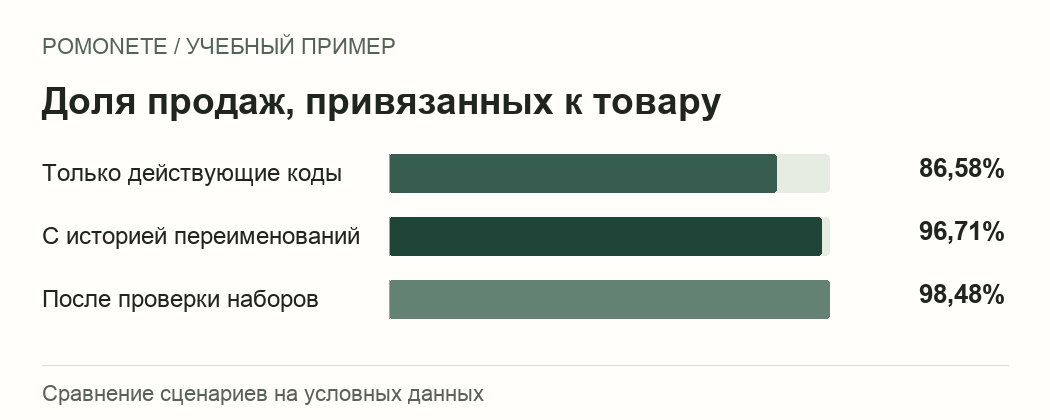 POMONETE / УЧЕБНЫЙ ПРИМЕР
Доля продаж, привязанных к товару
Только действующие коды 86,58%
С историей переименований 96,71%
После проверки наборов 98,48%
Сравнение сценариев на условных данных